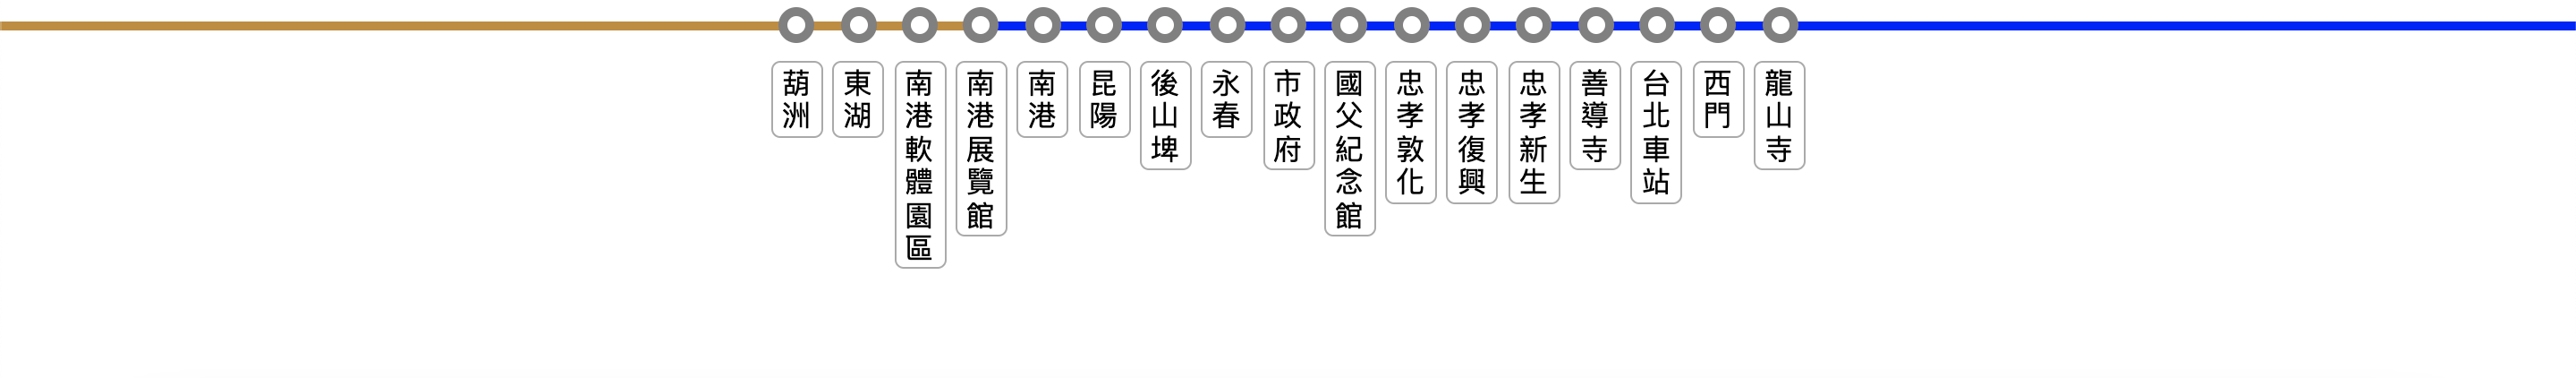 葫洲
東湖
南港軟體園區
南港展覽館
南港
昆陽
後山埤
永春
市政府
國父紀念館
忠孝敦化
忠孝復興
忠孝新生
善導寺
台北車站
西門
龍山寺